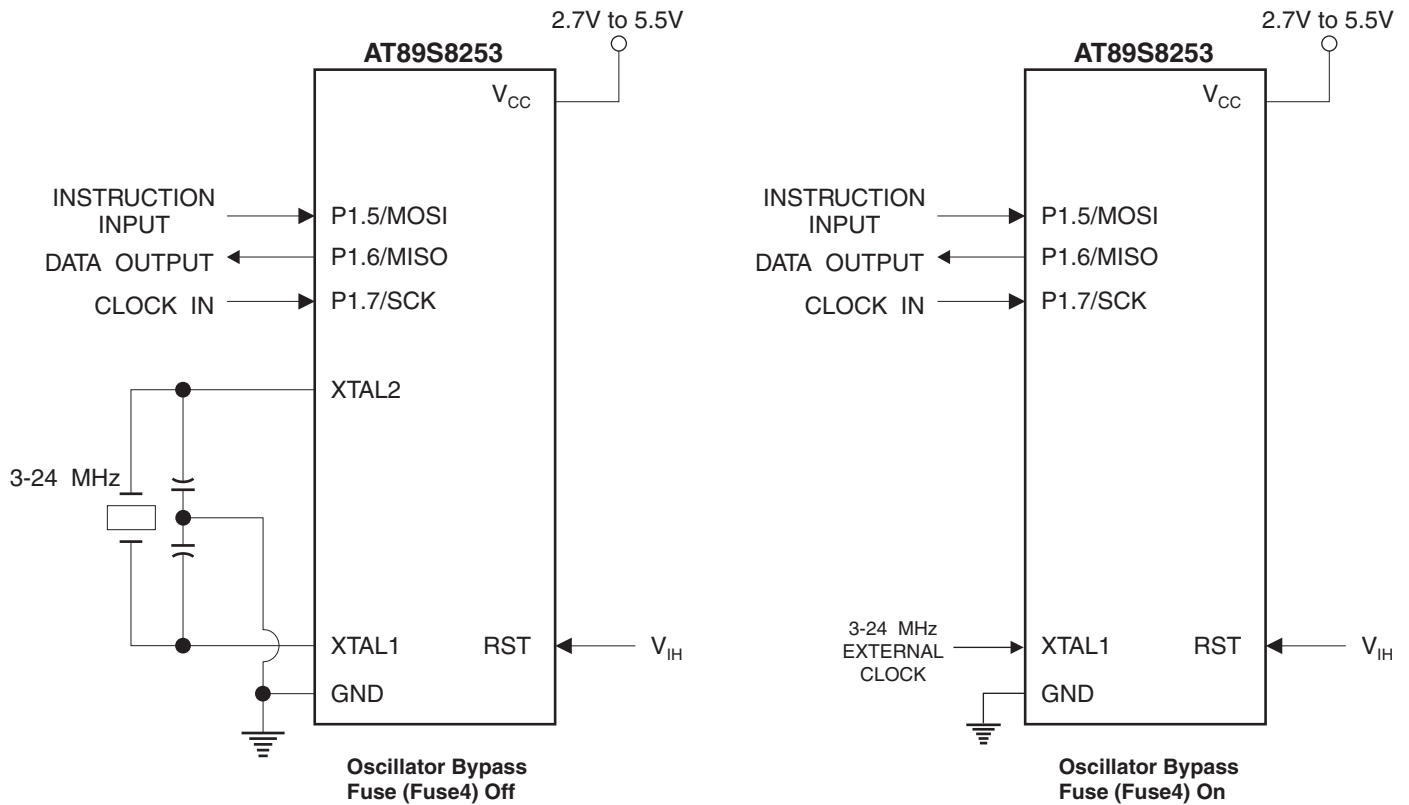 2.7V to 5.5V
AT89S8253
VCC
INSTRUCTION
INPUT
P1.5/MOSI
DATA OUTPUT
P1.6/MISO
CLOCK IN
P1.7/SCK
XTAL2
3-24 MHz
XTAL1
RST
VIH
GND
Oscillator Bypass
Fuse (Fuse4) Off
2.7V to 5.5V
AT89S8253
VCC
INSTRUCTION
INPUT
P1.5/MOSI
DATA OUTPUT
P1.6/MISO
CLOCK IN
P1.7/SCK
3-24 MHz
EXTERNAL
CLOCK
XTAL1
RST
VIH
GND
Oscillator Bypass
Fuse (Fuse4) On